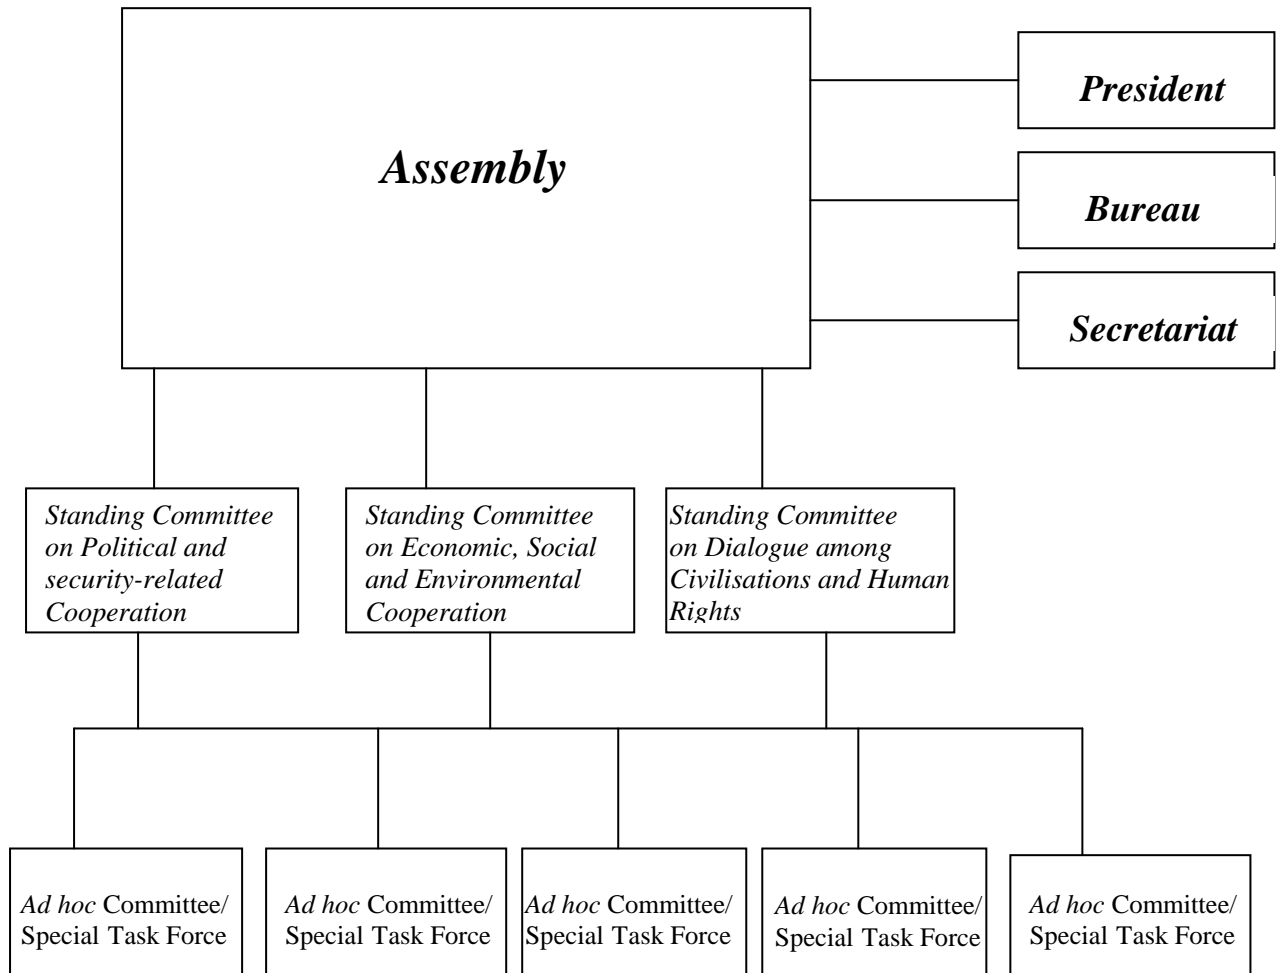 Assembly
President
Bureau
Secretariat
Standing Committee
on Political and
security-related
Cooperation
Standing Committee
on Economic, Social
and Environmental
Cooperation
Standing Committee
on Dialogue among
Civilisations and Human
Rights
Ad hoc Committee/
Special Task Force
Ad hoc Committee/
Special Task Force
Ad hoc Committee/
Special Task Force
Ad hoc Committee/
Special Task Force
Ad hoc Committee/
Special Task Force